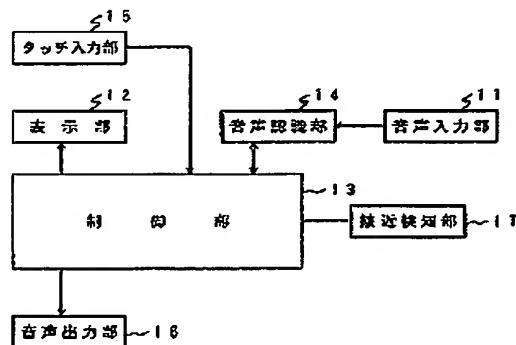 15
タッチ入力部
12
表示部
14
音声認識部
11
音声入力部
13
制御部
接近検知部
17
音声出力部
16